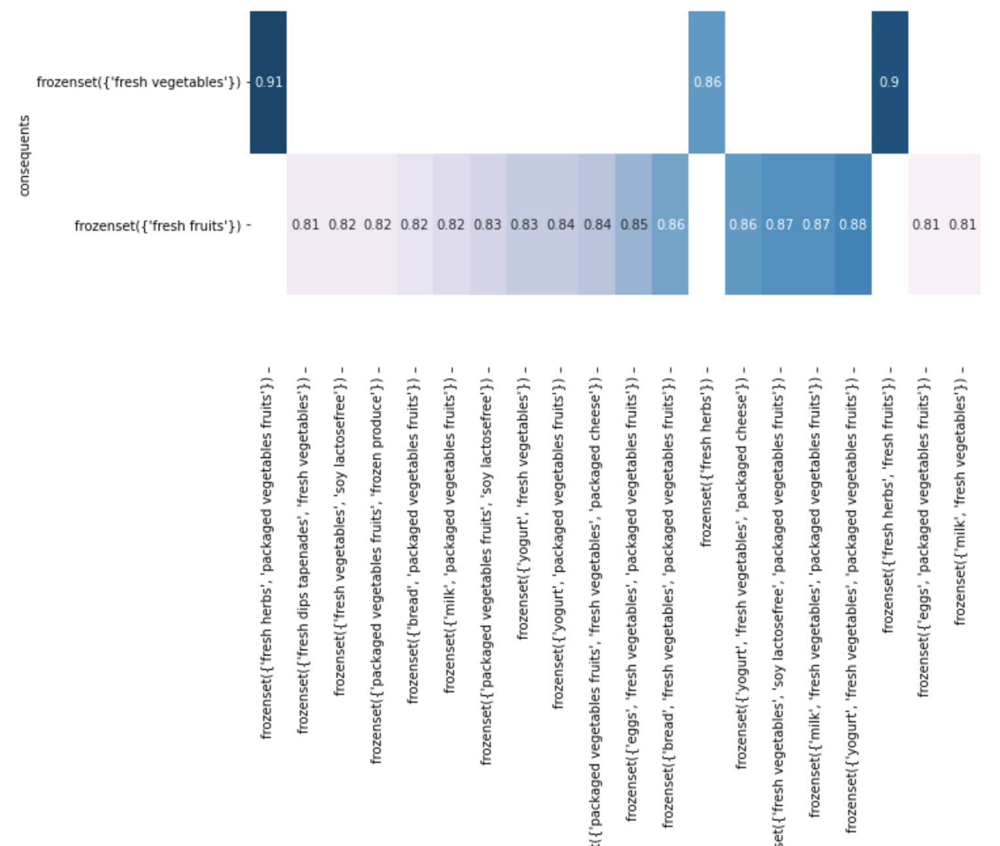 frozenset({'fresh vegetables'}) -
0.91
0.86
0.9
consequents
frozenset({'fresh fruits'}) -
0.81 0.82 0.82 0.82 0.82 0.83 0.83 0.84 0.84 0.85 0.86 0.86 0.87 0.87 0.88 0.81 0.81
frozenset({'fresh herbs', 'packaged vegetables fruits'}) -
frozenset({'fresh dips tapenades', 'fresh vegetables'}) -
frozenset({'fresh vegetables', 'soy lactosefree'}) -
frozenset({'packaged vegetables fruits', 'frozen produce'}) -
frozenset({'bread', 'packaged vegetables fruits'}) -
frozenset({'milk', 'packaged vegetables fruits'}) -
frozenset({'packaged vegetables fruits', 'soy lactosefree'}) -
frozenset({'yogurt', 'fresh vegetables'}) -
frozenset({'yogurt', 'packaged vegetables fruits'}) -
t({'packaged vegetables fruits', 'fresh vegetables', 'packaged cheese'}) -
frozenset({'eggs', 'fresh vegetables', 'packaged vegetables fruits'}) -
frozenset({'bread', 'fresh vegetables', 'packaged vegetables fruits'}) -
frozenset({'fresh herbs'}) -
frozenset({'yogurt', 'fresh vegetables', 'packaged cheese'}) -
set({'fresh vegetables', 'soy lactosefree', 'packaged vegetables fruits'}) -
frozenset({'milk', 'fresh vegetables', 'packaged vegetables fruits'}) -
frozenset({'yogurt', 'fresh vegetables', 'packaged vegetables fruits'}) -
frozenset({'fresh herbs', 'fresh fruits'}) -
frozenset({'eggs', 'packaged vegetables fruits'}) -
frozenset({'milk', 'fresh vegetables'}) -